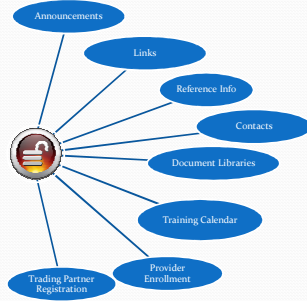 Announcements
Links
Reference Info
Contacts
Document Libraries
Training Calendar
Provider
Enrollment
Trading Partner
Registration